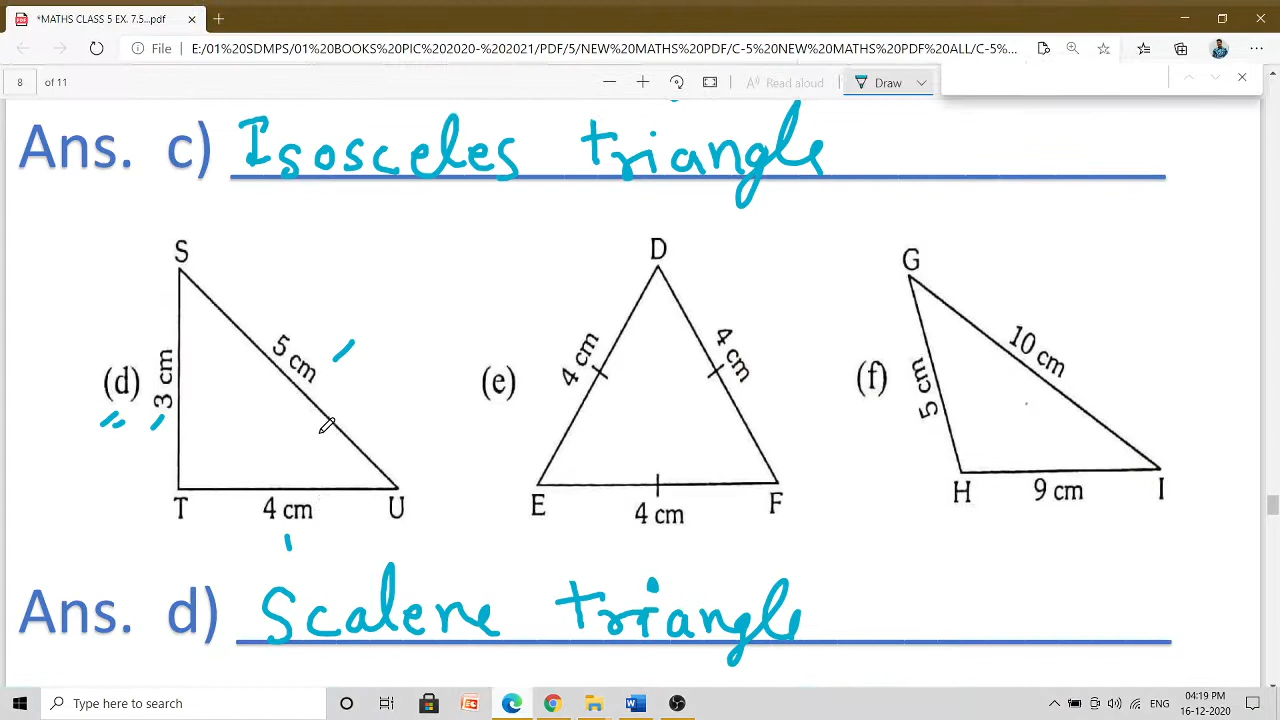 *MATHS CLASS 5 EX. 7.5...pdf
File E:/01%20SDMPS/01%20BOOKS%20PIC%202020-%202021/PDF/5/NEW%20MATHS%20PDF/C-5%20NEW%20MATHS%20PDF%20ALL/C-5%...
8 of 11 Read aloud Draw
Ans. c) Isosceles triangle
S D G
(d) 3 cm 5 cm (e) 4 cm 4 cm (f) 5 cm 10 cm
T 4 cm U E 4 cm F H 9 cm I
Ans. d) Scalene triangle
Type here to search ENG 04:19 PM
16-12-2020